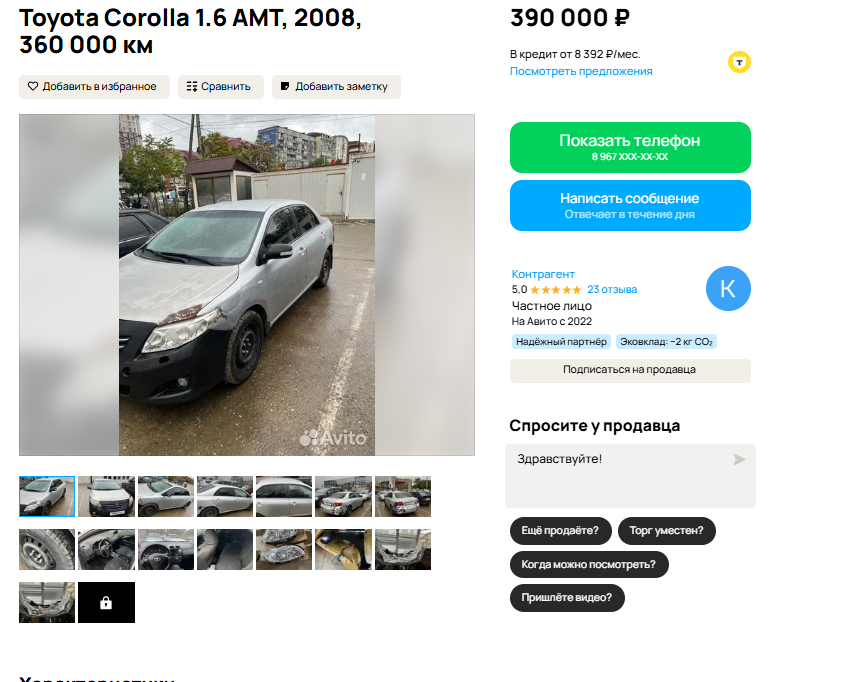 Toyota Corolla 1.6 AMT, 2008,
360 000 км
Добавить в избранное
Сравнить
Добавить заметку
Avito
390 000 ₽
В кредит от 8 392 ₽/мес.
Посмотреть предложения
T
Показать телефон
8 967 XXX-XX-XX
Написать сообщение
Отвечает в течение дня
Контрагент
5,0 ★★★★★ 23 отзыва
Частное лицо
На Авито с 2022
K
Надёжный партнёр
Эковклад: −2 кг CO₂
Подписаться на продавца
Спросите у продавца
Здравствуйте!
Ещё продаёте?
Торг уместен?
Когда можно посмотреть?
Пришлёте видео?
Характеристики